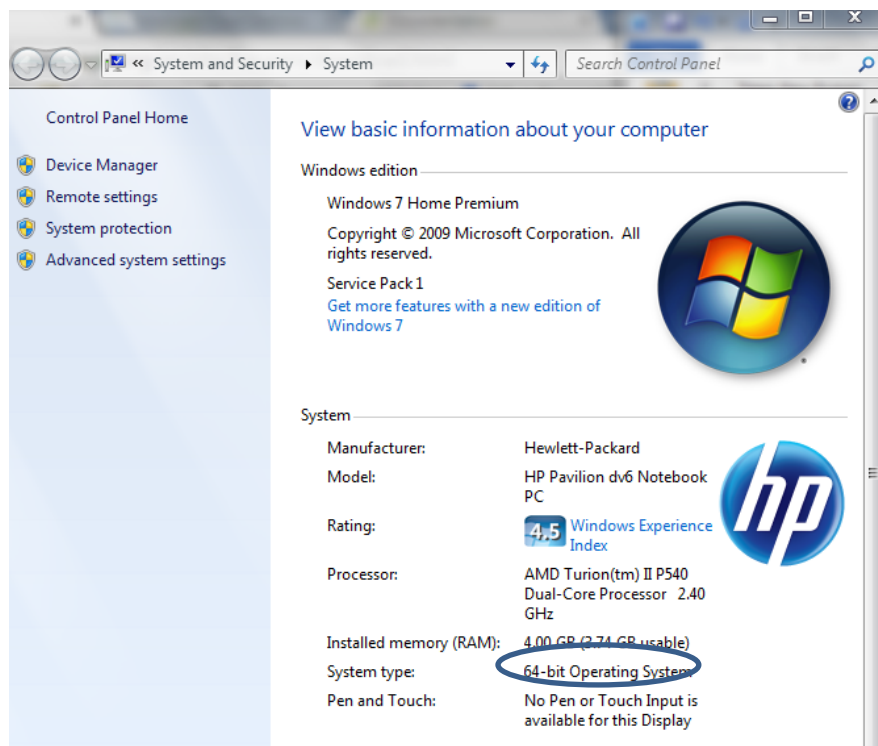 « System and Security ▸ System
Search Control Panel
Control Panel Home
Device Manager
Remote settings
System protection
Advanced system settings
View basic information about your computer
Windows edition
Windows 7 Home Premium
Copyright © 2009 Microsoft Corporation. All
rights reserved.
Service Pack 1
Get more features with a new edition of
Windows 7
System
Manufacturer: Hewlett-Packard
Model: HP Pavilion dv6 Notebook
PC
hp
Rating: 4.5 Windows Experience
Index
Processor: AMD Turion(tm) II P540
Dual-Core Processor 2.40
GHz
Installed memory (RAM): 4.00 GB (3.74 GB usable)
System type: 64-bit Operating System
Pen and Touch: No Pen or Touch Input is
available for this Display